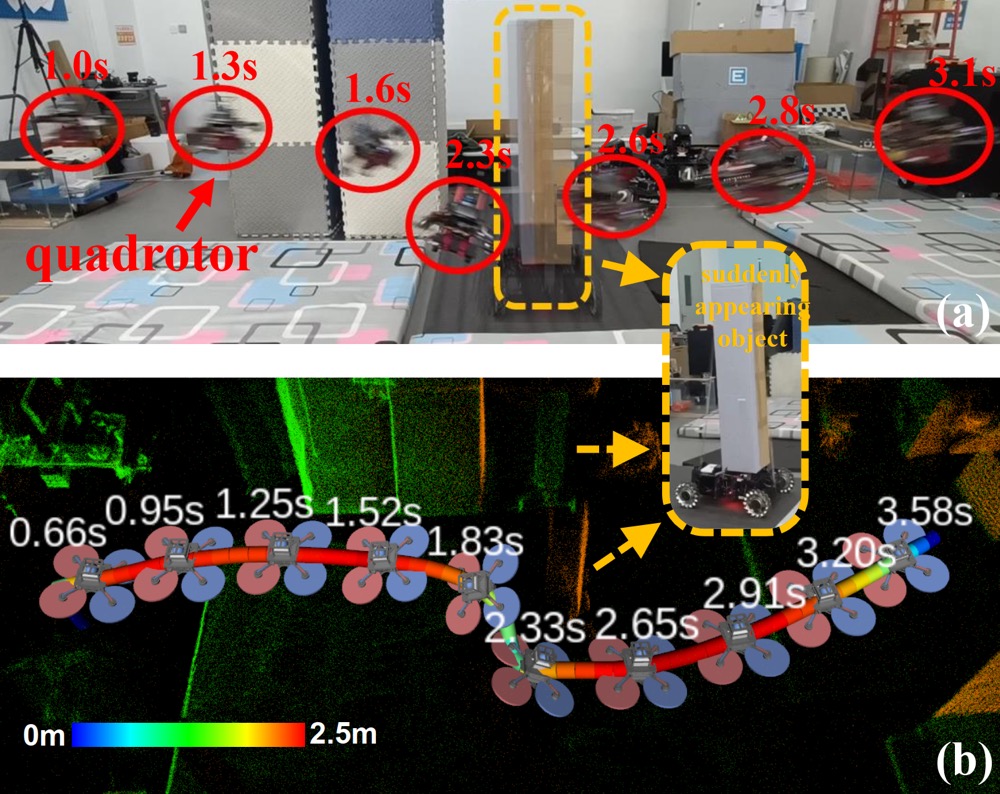 1.0s
1.3s
1.6s
2.3s
2.6s
2.8s
3.1s
E
1
2
quadrotor
suddenly
appearing
object
(a)
0.66s
0.95s
1.25s
1.52s
1.83s
2.33s
2.65s
2.91s
3.20s
3.58s
0m
2.5m
(b)